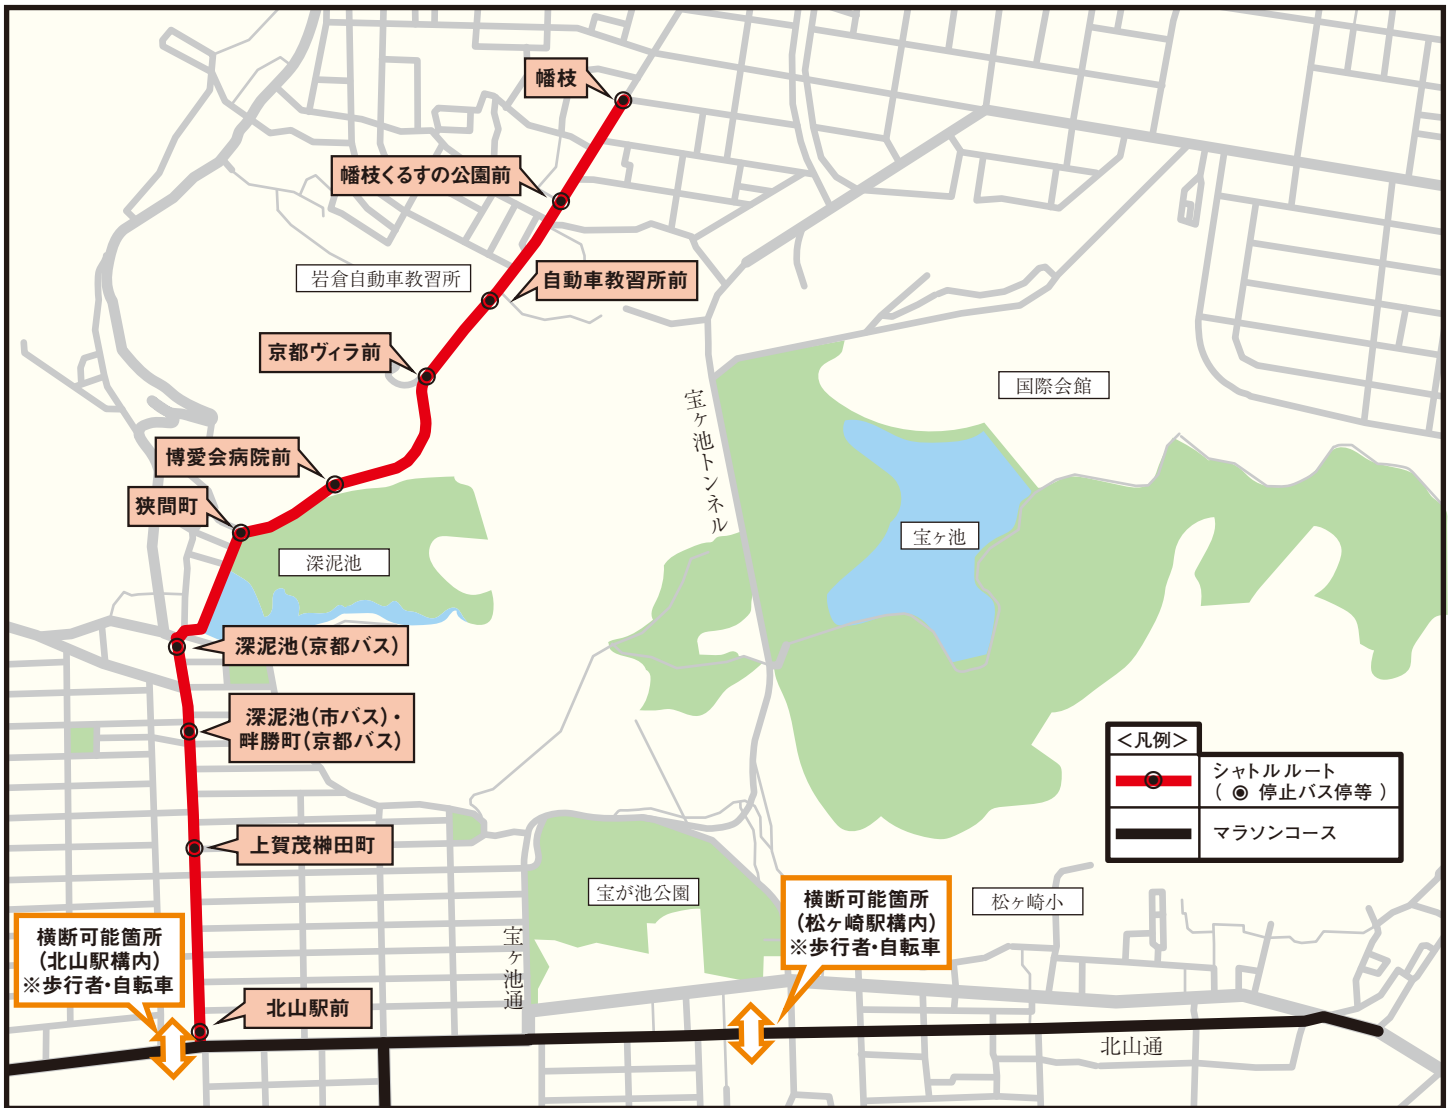 幡枝
幡枝くるすの公園前
岩倉自動車教習所
自動車教習所前
京都ヴィラ前
国際会館
宝ヶ池トンネル
博愛会病院前
狭間町
宝ヶ池
深泥池
深泥池(京都バス)
深泥池(市バス)・
畔勝町(京都バス)
<凡例>
シャトルルート
( ◉ 停止バス停等 )
マラソンコース
上賀茂榊田町
宝が池公園
横断可能箇所
(松ヶ崎駅構内)
※歩行者・自転車
松ヶ崎小
横断可能箇所
(北山駅構内)
※歩行者・自転車
宝ヶ池通
北山駅前
北山通